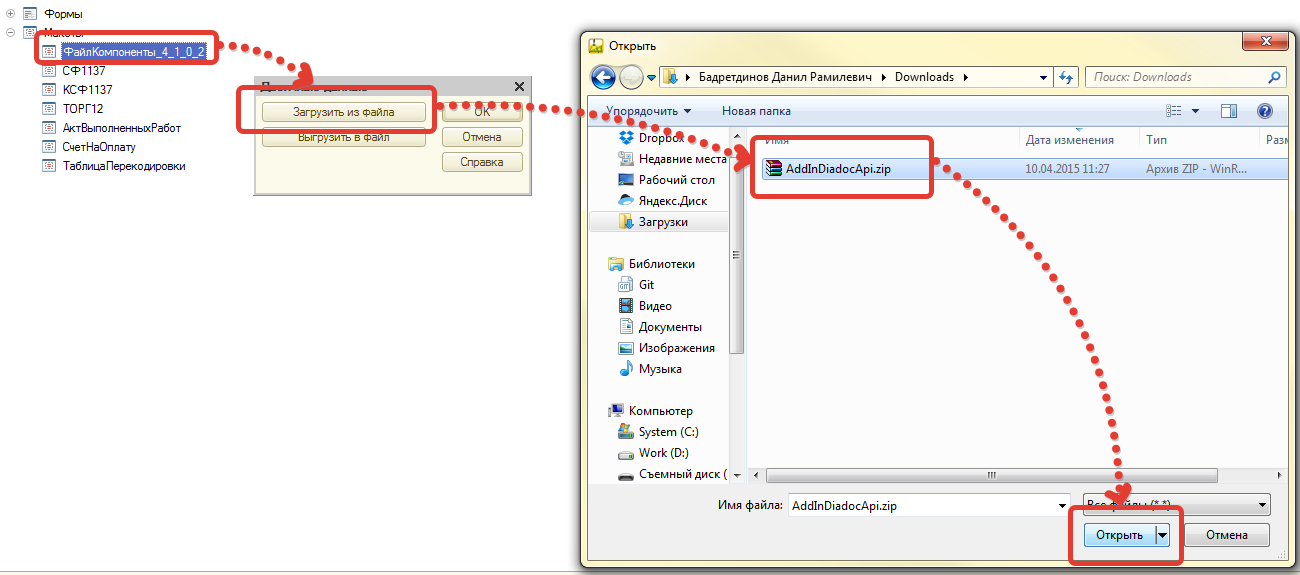 Формы
Макеты
ФайлКомпоненты_4_1_0_2
СФ1137
КСФ1137
ТОРГ12
АктВыполненныхРабот
СчетНаОплату
ТаблицаПерекодировки
Двоичные данные
Загрузить из файла
ОК
Выгрузить в файл
Отмена
Справка
Открыть
Бадретдинов Данил Рамилевич
Downloads
Поиск: Downloads
Упорядочить
Новая папка
Dropbox
Недавние места
Рабочий стол
Яндекс.Диск
Загрузки
Библиотеки
Git
Видео
Документы
Изображения
Музыка
Компьютер
System (C:)
Work (D:)
Съемный диск (
Имя
Дата изменения
Тип
Разм
AddInDiadocApi.zip
10.04.2015 11:27
Архив ZIP - WinR...
Имя файла:
AddInDiadocApi.zip
Все файлы (*.*)
Открыть
Отмена